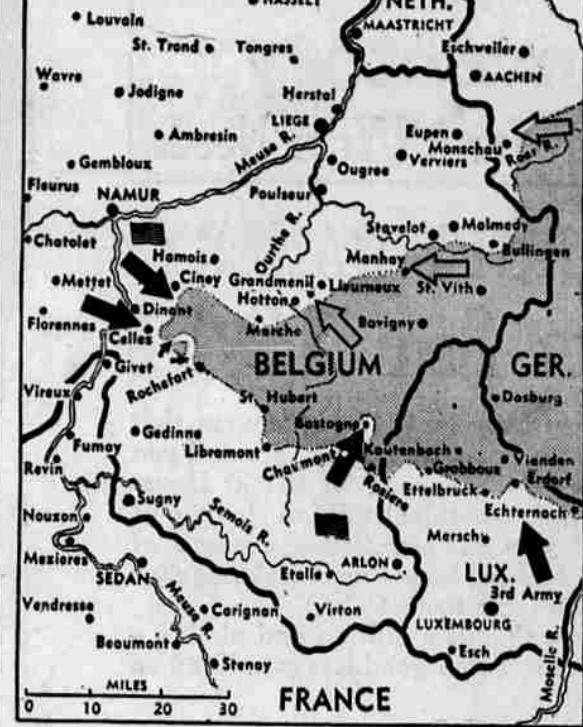 HASSELT
NETH.
Louvain
MAASTRICHT
St. Trond
Tongres
Eschweiler
AACHEN
Wavre
Jodigne
Herstal
LIEGE
Ambresin
Meuse R.
Eupen
Monschau
Roer R.
Verviers
Gembloux
Ougree
Fleurus
Poulseur
NAMUR
Ourthe R.
Stavelot
Malmedy
Bullingen
Chatolet
Hamois
Manhay
Mettet
Ciney
Grandmenil
Lierneux
St. Vith
Hotton
Dinant
Florennes
Celles
Marche
Bovigny
BELGIUM
GER.
Givet
Rochefort
Vireux
St. Hubert
Dasburg
Bastogne
Fumay
Gedinne
Libramont
Chaumont
Kautenbach
Vianden
Revin
Rosiere
Grobbous
Erdorf
Ettelbruck
Sugny
Echternach
Nouzon
Semois R.
Mersch
Mezieres
SEDAN
Etalle
ARLON
LUX.
3rd Army
Vendresse
Meuse R.
Carignan
Virton
LUXEMBOURG
Moselle R.
Beaumont
Esch
Stenay
MILES
FRANCE
0 10 20 30